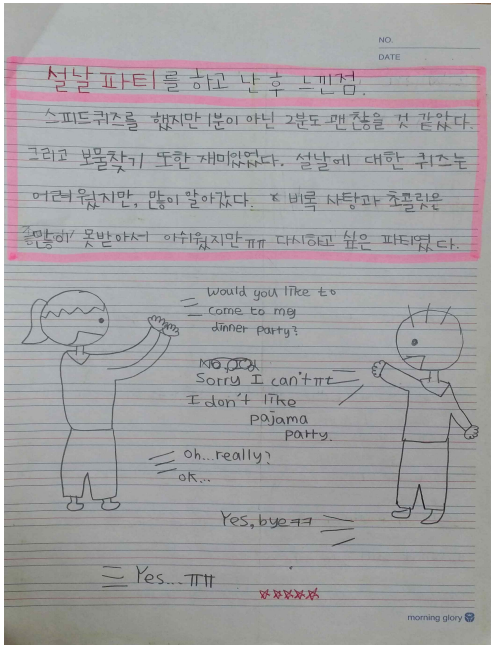 NO.
DATE
설날 파티를 하고 난 후 느낀점.
스피드퀴즈를 했지만 1분이 아닌 2분도 괜찮을 것 같았다.
그리고 보물찾기 또한 재미있었다. 설날에 대한 퀴즈는
어려웠지만, 많이 알아갔다. 비록 사탕과 초콜릿은
많이 못받아서 아쉬웠지만ㅠㅠ 다시하고 싶은 파티였다.
would you like to
come to my
dinner party?
Sorry I can't ㅠㅠ
I don't like
pajama
party.
oh...really?
ok...
Yes, bye ㅋㅋ
Yes...ㅠㅠ
morning glory